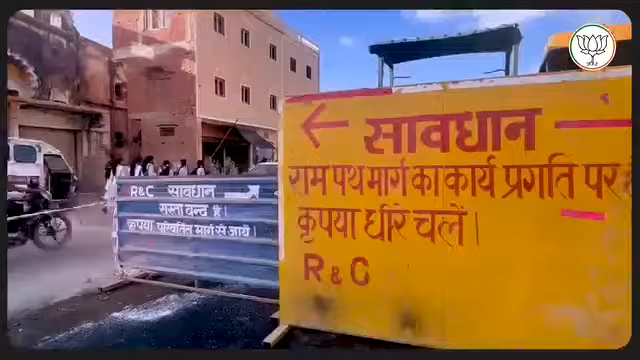 सावधान
राम पथ मार्ग का कार्य प्रगति पर
कृपया धीरे चलें।
R & C
R&C सावधान
रास्ता बन्द है।
कृपया परिवर्तित मार्ग से जायें।